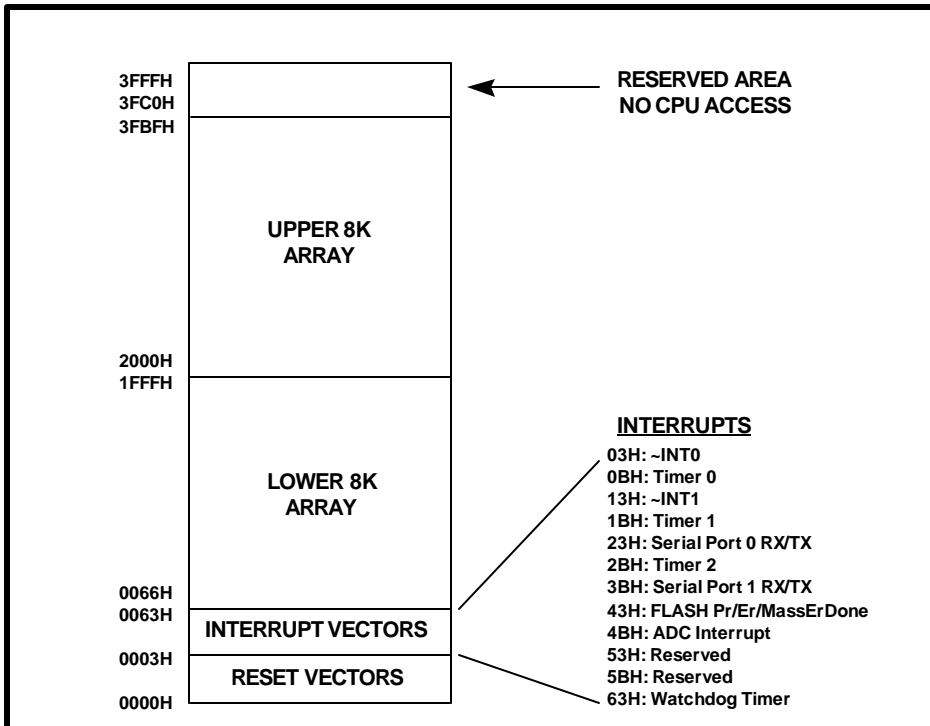 3FFFH
3FC0H
3FBFH
RESERVED AREA
NO CPU ACCESS
UPPER 8K
ARRAY
2000H
1FFFH
LOWER 8K
ARRAY
0066H
0063H
INTERRUPT VECTORS
0003H
RESET VECTORS
0000H
INTERRUPTS
03H: ~INT0
0BH: Timer 0
13H: ~INT1
1BH: Timer 1
23H: Serial Port 0 RX/TX
2BH: Timer 2
3BH: Serial Port 1 RX/TX
43H: FLASH Pr/Er/MassErDone
4BH: ADC Interrupt
53H: Reserved
5BH: Reserved
63H: Watchdog Timer